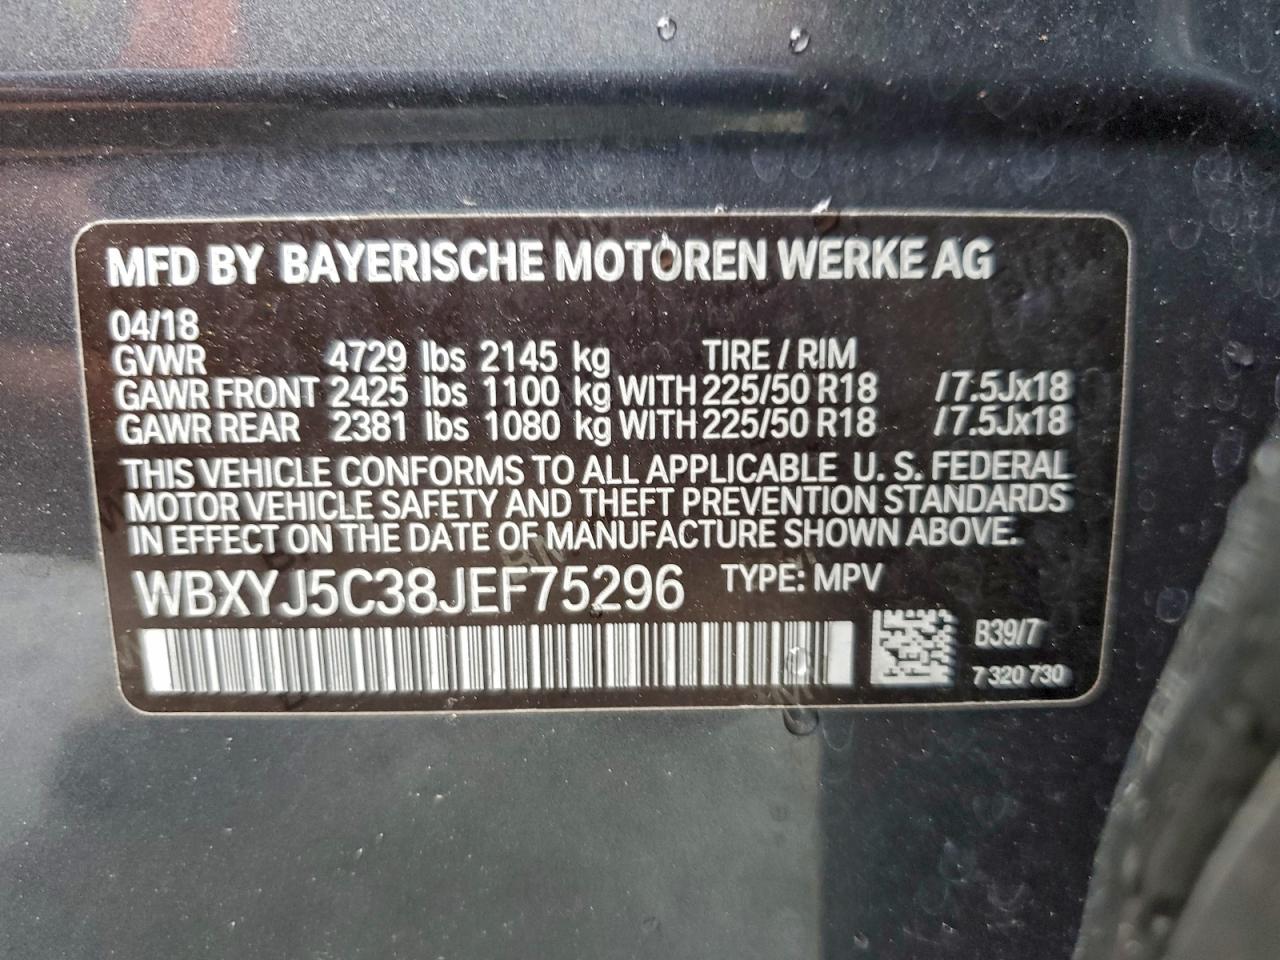 MFD BY BAYERISCHE MOTOREN WERKE AG
04/18
GVWR 4729 lbs 2145 kg TIRE / RIM
GAWR FRONT 2425 lbs 1100 kg WITH 225/50 R18 /7.5Jx18
GAWR REAR 2381 lbs 1080 kg WITH 225/50 R18 /7.5Jx18
THIS VEHICLE CONFORMS TO ALL APPLICABLE U. S. FEDERAL
MOTOR VEHICLE SAFETY AND THEFT PREVENTION STANDARDS
IN EFFECT ON THE DATE OF MANUFACTURE SHOWN ABOVE.
WBXYJ5C38JEF75296 TYPE: MPV
B39/7
7 320 730